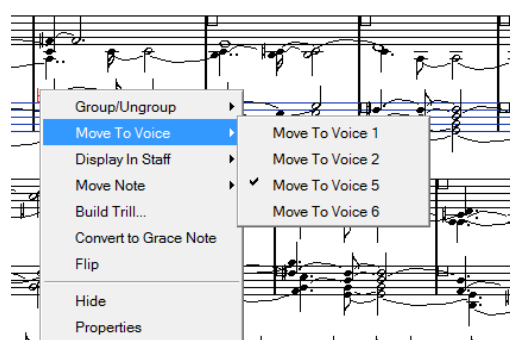 Group/Ungroup
Move To Voice
Display In Staff
Move Note
Build Trill...
Convert to Grace Note
Flip
Hide
Properties
Move To Voice 1
Move To Voice 2
Move To Voice 5
Move To Voice 6